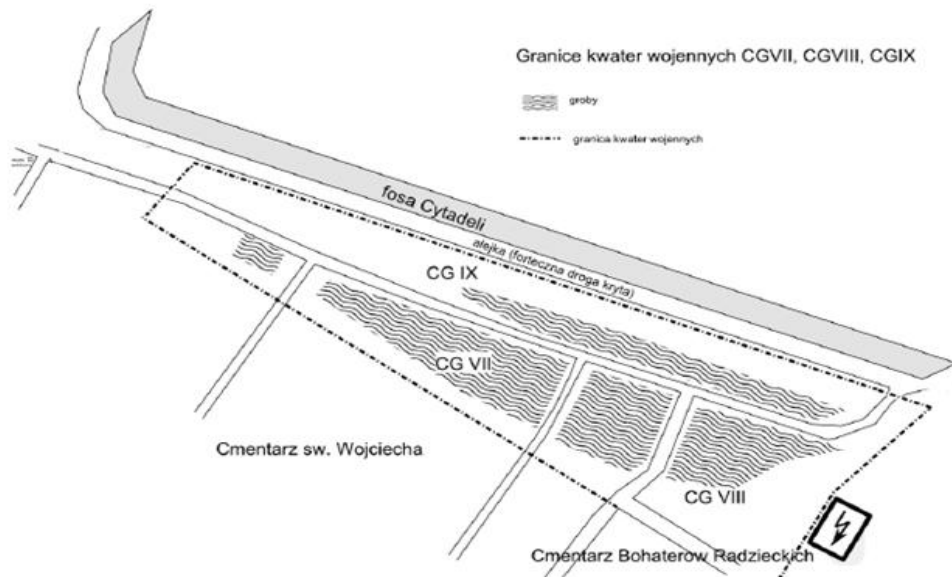 Granice kwater wojennych CGVII, CGVIII, CGIX
groby
granica kwater wojennych
fosa Cytadeli
alejka (forteczna droga kryta)
CG IX
CG VII
Cmentarz sw. Wojciecha
CG VIII
Cmentarz Bohaterow Radzieckich